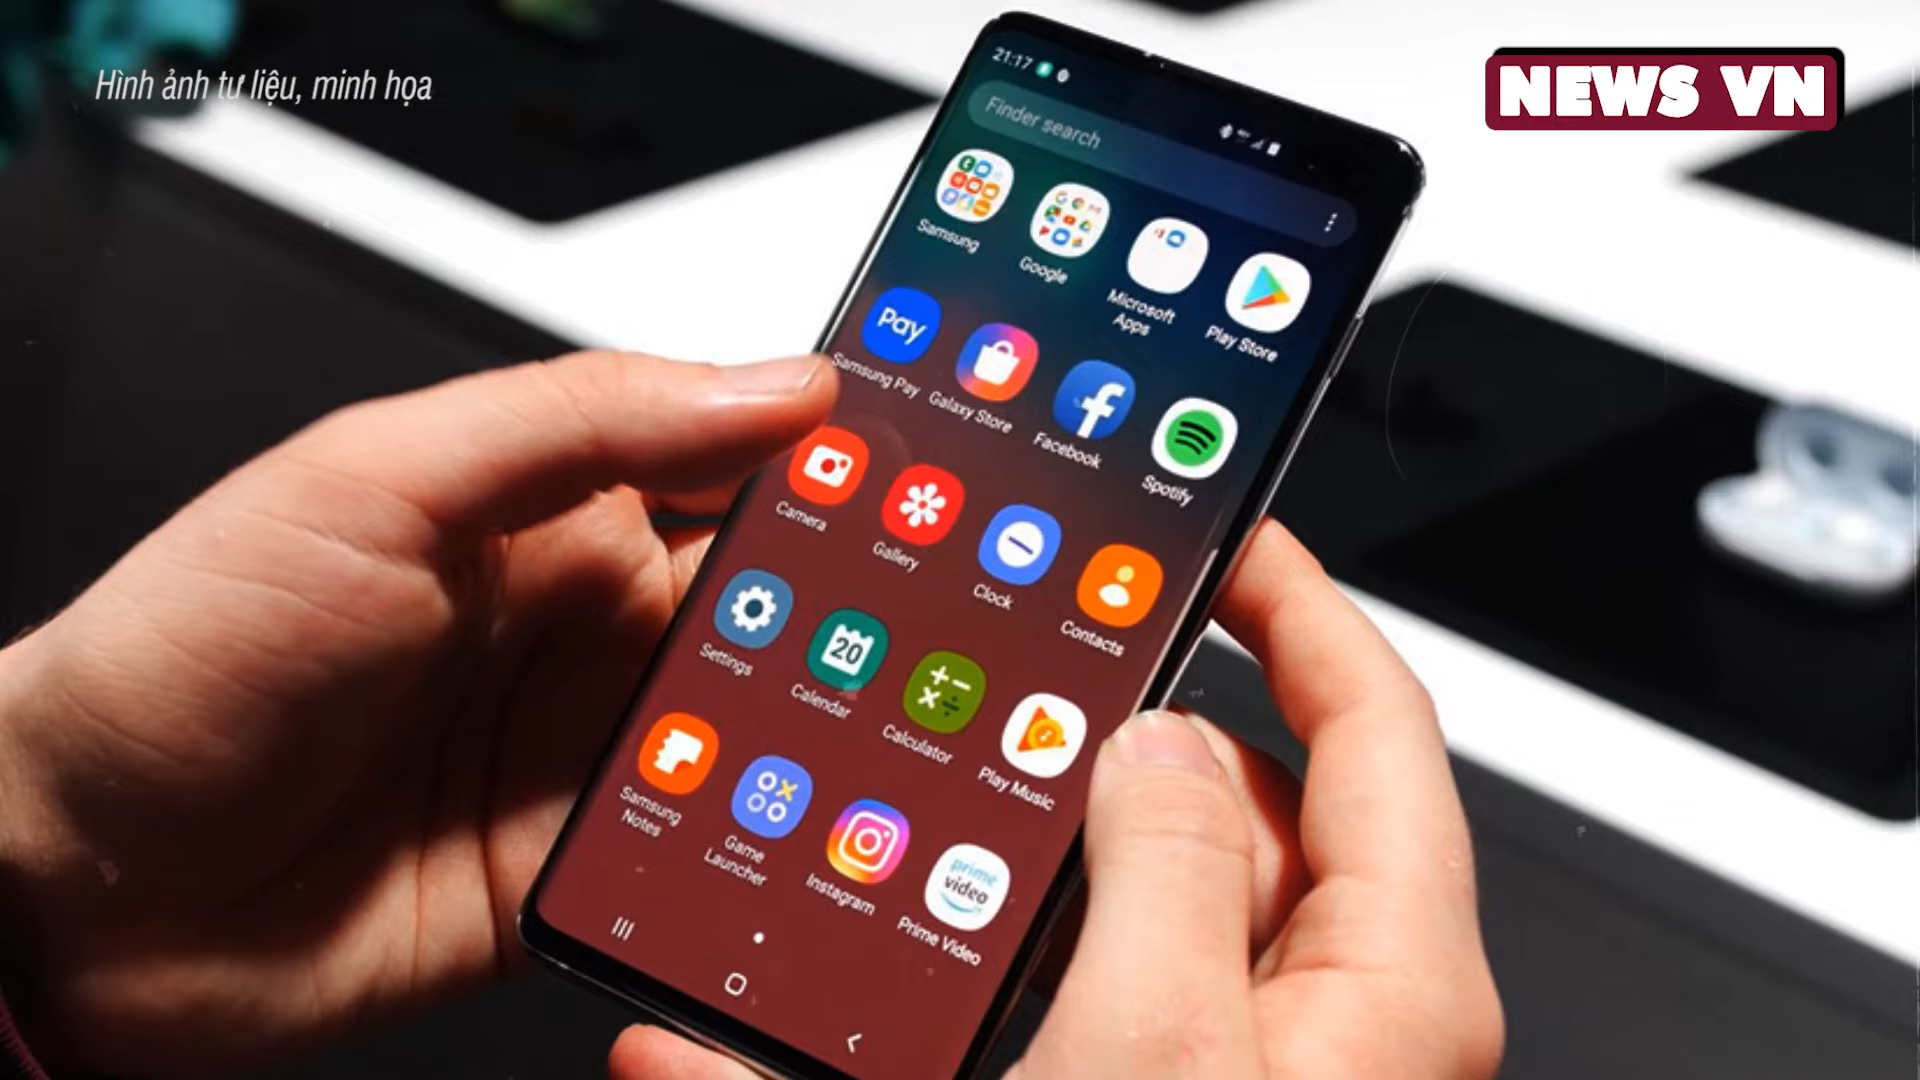 Hình ảnh tư liệu, minh họa
NEWS VN
21:17
Finder search
Samsung
Google
Microsoft
Apps
Play Store
pay
Samsung Pay
Galaxy Store
Facebook
Spotify
Camera
Gallery
Clock
Contacts
Settings
20
Calendar
Calculator
Play Music
Samsung
Notes
Game
Launcher
Instagram
prime
video
Prime Video